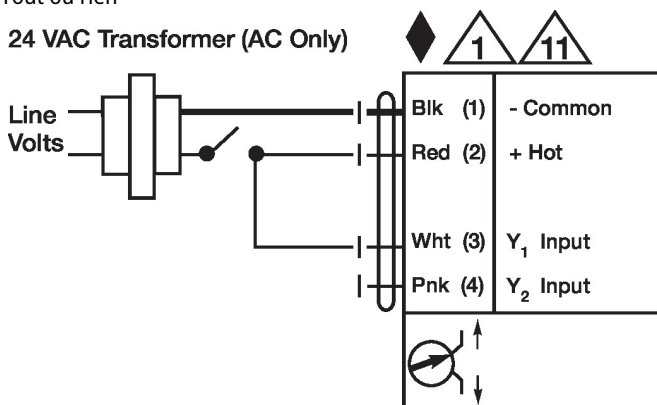 Tout ou rien
24 VAC Transformer (AC Only)
1
11
Line
Volts
Blk (1) - Common
Red (2) + Hot
Wht (3) Y1 Input
Pnk (4) Y2 Input